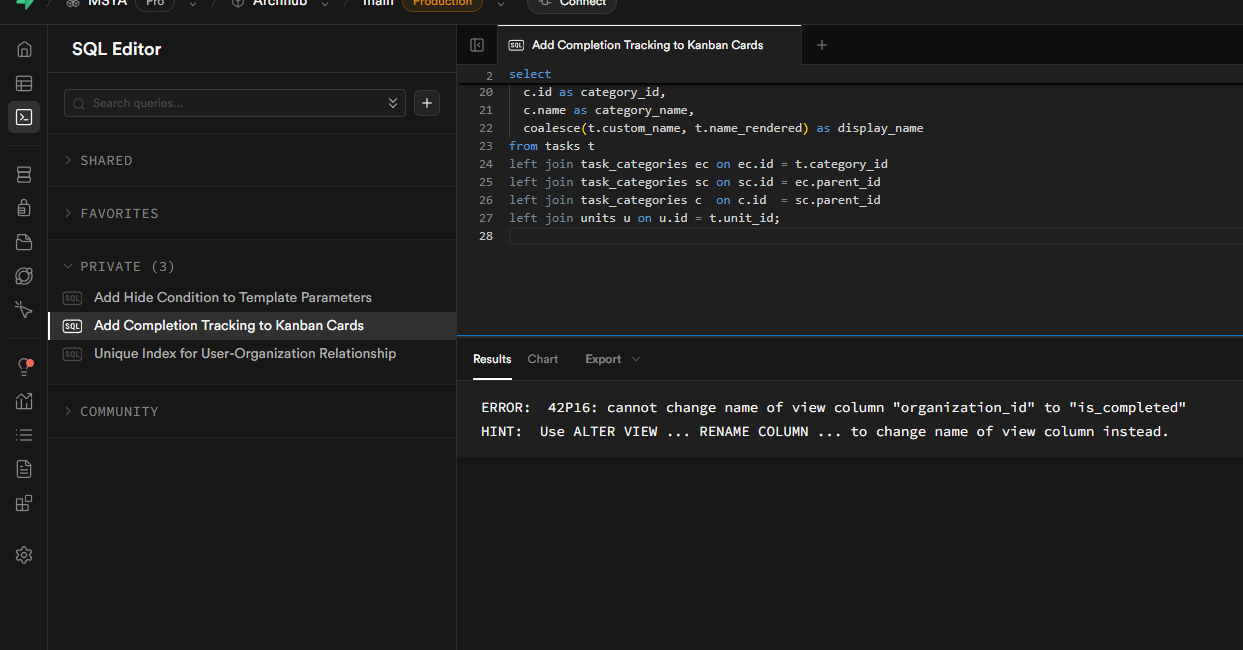 MSYA Pro Archhub main Production Connect
SQL Editor
SQL Add Completion Tracking to Kanban Cards
Search queries...
SHARED
FAVORITES
PRIVATE (3)
SQL Add Hide Condition to Template Parameters
SQL Add Completion Tracking to Kanban Cards
SQL Unique Index for User-Organization Relationship
COMMUNITY
2 select
20 c.id as category_id,
21 c.name as category_name,
22 coalesce(t.custom_name, t.name_rendered) as display_name
23 from tasks t
24 left join task_categories ec on ec.id = t.category_id
25 left join task_categories sc on sc.id = ec.parent_id
26 left join task_categories c  on c.id  = sc.parent_id
27 left join units u on u.id = t.unit_id;
28
Results Chart Export
ERROR:  42P16: cannot change name of view column "organization_id" to "is_completed"
HINT:  Use ALTER VIEW ... RENAME COLUMN ... to change name of view column instead.